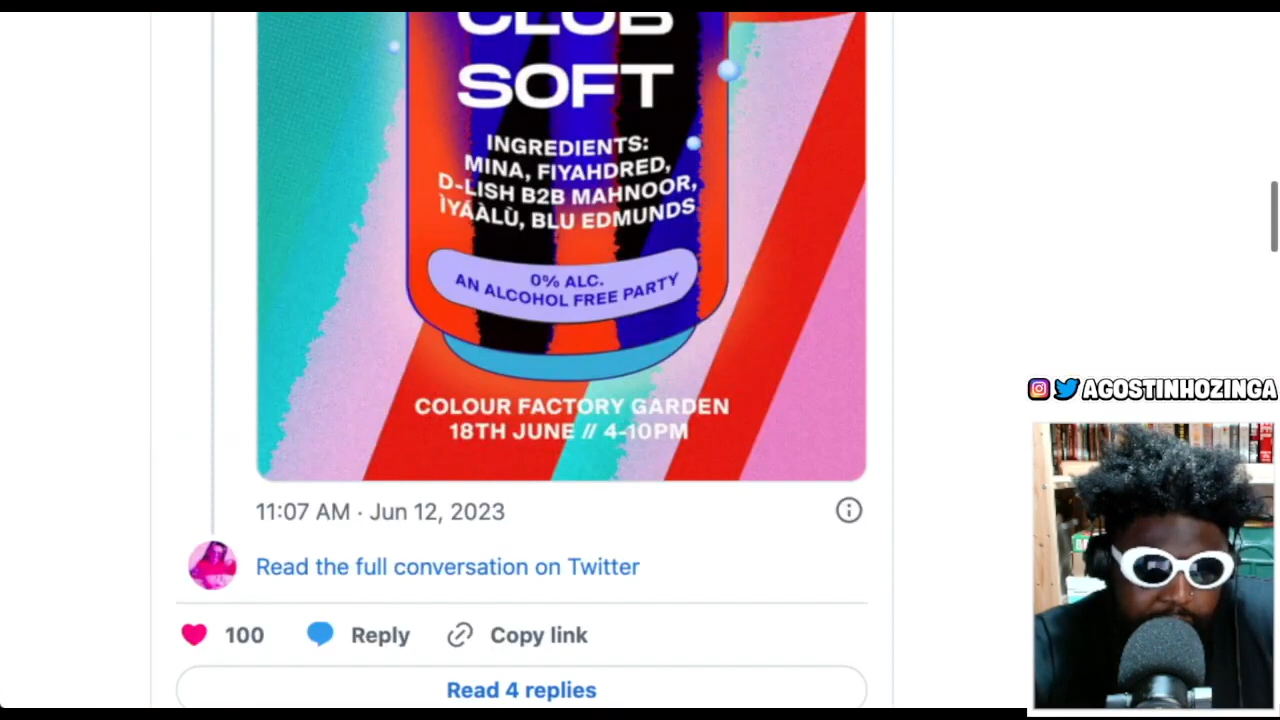 CLUB
SOFT
INGREDIENTS:
MINA, FIYAHDRED,
D-LISH B2B MAHNOOR,
ÌYÁÀLÙ, BLU EDMUNDS
0% ALC.
AN ALCOHOL FREE PARTY
COLOUR FACTORY GARDEN
18TH JUNE // 4-10PM
11:07 AM · Jun 12, 2023
Read the full conversation on Twitter
100 Reply Copy link
Read 4 replies
AGOSTINHOZINGA